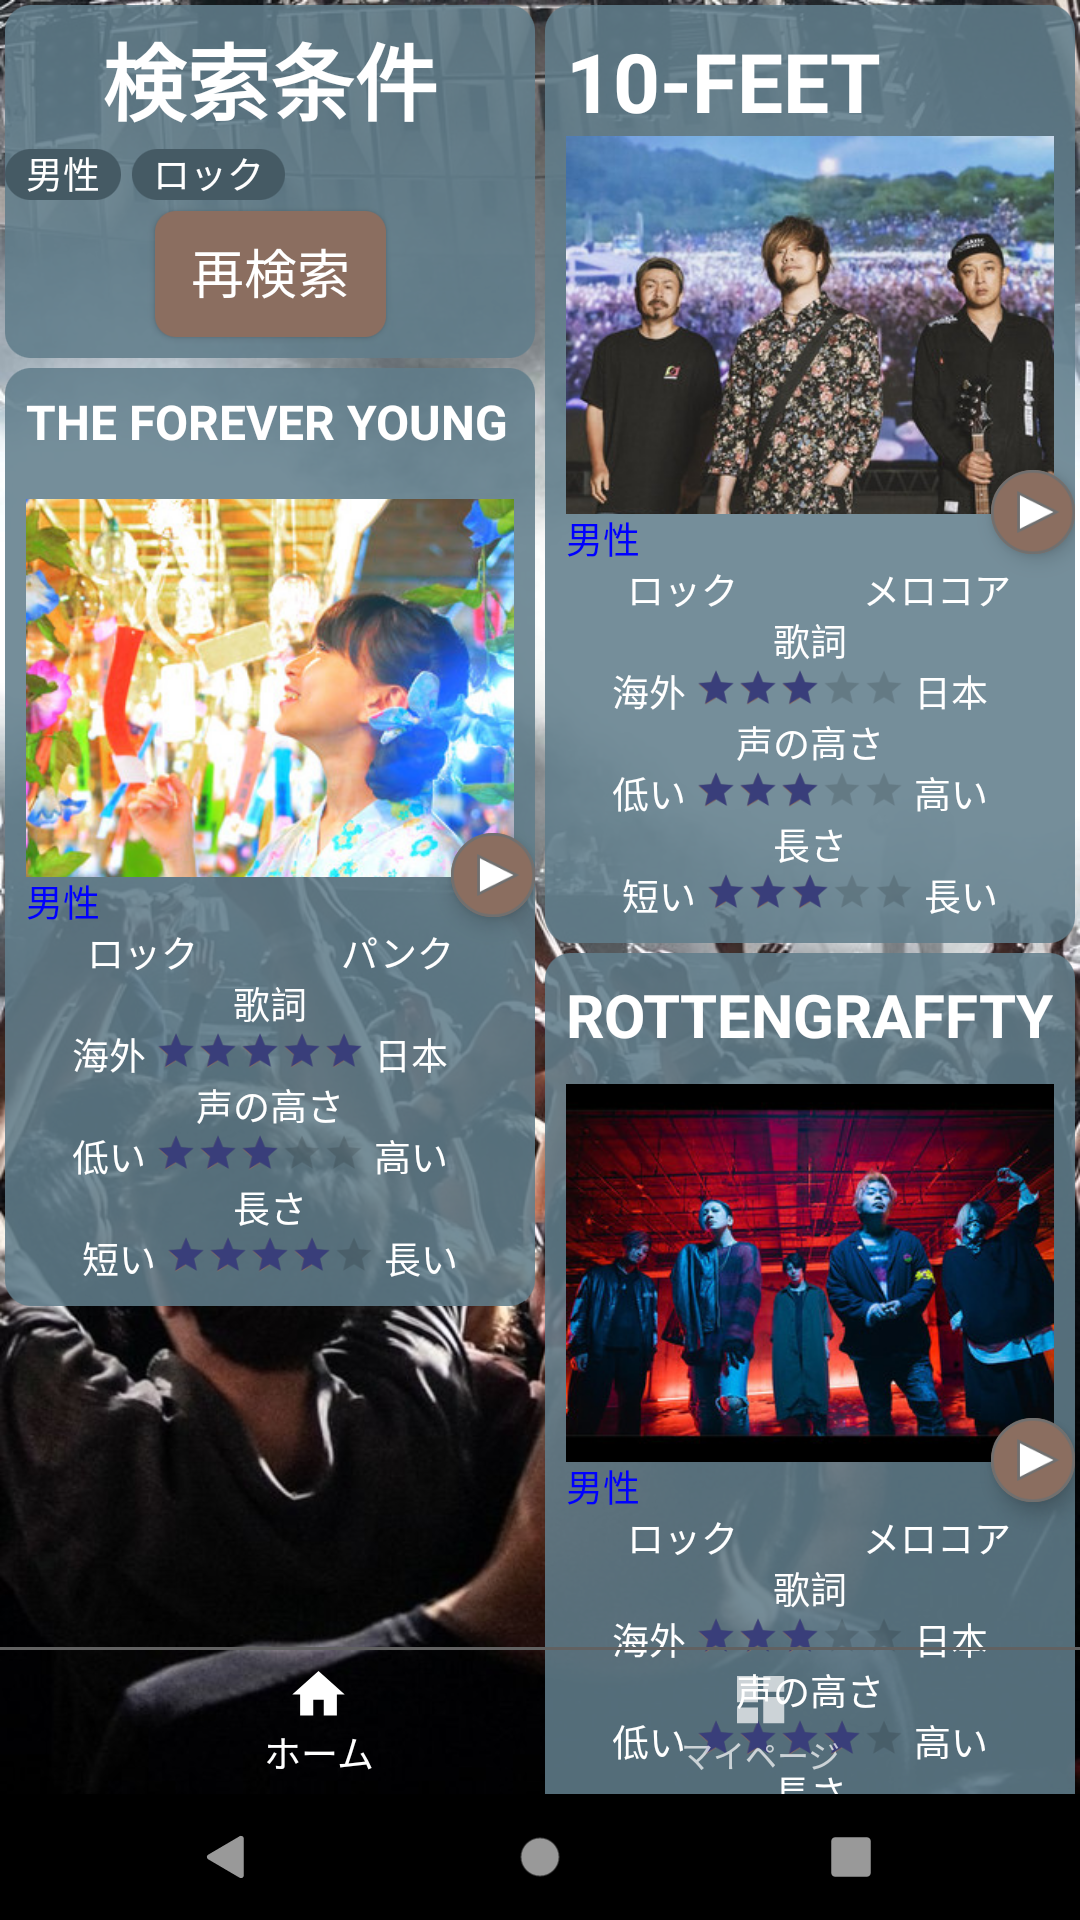 検索条件
男性 ロック
再検索
THE FOREVER YOUNG
男性
ロック パンク
歌詞
海外 日本
声の高さ
低い 高い
長さ
短い 長い
10-FEET
男性
ロック メロコア
歌詞
海外 日本
声の高さ
低い 高い
長さ
短い 長い
ROTTENGRAFFTY
男性
ロック メロコア
歌詞
海外 日本
声の高さ
低い 高い
長さ
ホーム
マイページ